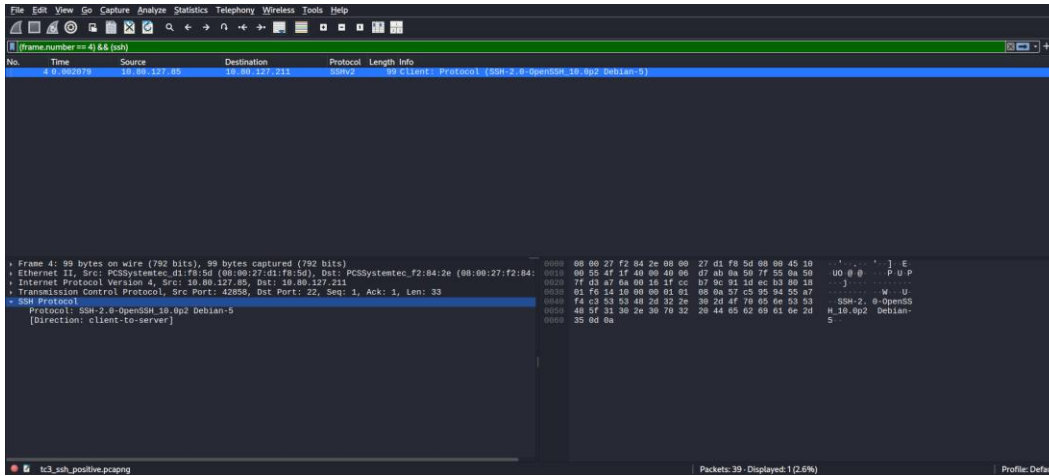 File Edit View Go Capture Analyze Statistics Telephony Wireless Tools Help
(frame.number == 4) && (ssh)
No. Time Source Destination Protocol Length Info
4 0.002079 10.80.127.85 10.80.127.211 SSHv2 99 Client: Protocol (SSH-2.0-OpenSSH_10.0p2 Debian-5)
Frame 4: 99 bytes on wire (792 bits), 99 bytes captured (792 bits)
Ethernet II, Src: PCSSystemtec_d1:f8:5d (08:00:27:d1:f8:5d), Dst: PCSSystemtec_f2:84:2e (08:00:27:f2:84:
Internet Protocol Version 4, Src: 10.80.127.85, Dst: 10.80.127.211
Transmission Control Protocol, Src Port: 42858, Dst Port: 22, Seq: 1, Ack: 1, Len: 33
SSH Protocol
Protocol: SSH-2.0-OpenSSH_10.0p2 Debian-5
[Direction: client-to-server]
0000 08 00 27 f2 84 2e 08 00 27 d1 f8 5d 08 00 45 10 ··'··.·· '··]··E·
0010 00 55 4f 1f 40 00 40 06 d7 ab 0a 50 7f 55 0a 50 ·UO·@·@· ···P·U·P
0020 7f d3 a7 6a 00 16 1f cc b7 9c 91 1d ec b3 80 18 ···j···· ········
0030 01 f6 14 10 00 00 01 01 08 0a 57 c5 95 94 55 a7 ········ ··W···U·
0040 f4 c3 53 53 48 2d 32 2e 30 2d 4f 70 65 6e 53 53 ··SSH-2. 0-OpenSS
0050 48 5f 31 30 2e 30 70 32 20 44 65 62 69 61 6e 2d H_10.0p2 Debian-
0060 35 0d 0a 5··
tc3_ssh_positive.pcapng Packets: 39 · Displayed: 1 (2.6%) Profile: Defa